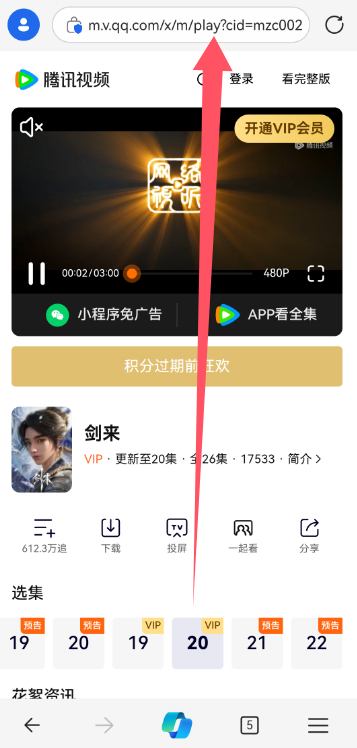 m.v.qq.com/x/m/play?cid=mzc002
腾讯视频
登录
看完整版
开通VIP会员
腾讯视频
网络视听
00:02/03:00
480P
小程序免广告
APP看全集
积分过期前狂欢
剑来
剑来
VIP · 更新至20集 · 全26集 · 17533 · 简介 >
612.3万追
下载
投屏
一起看
分享
选集
19 预告
20 预告
19 VIP
20 VIP
21 预告
22 预告
花絮资讯
5